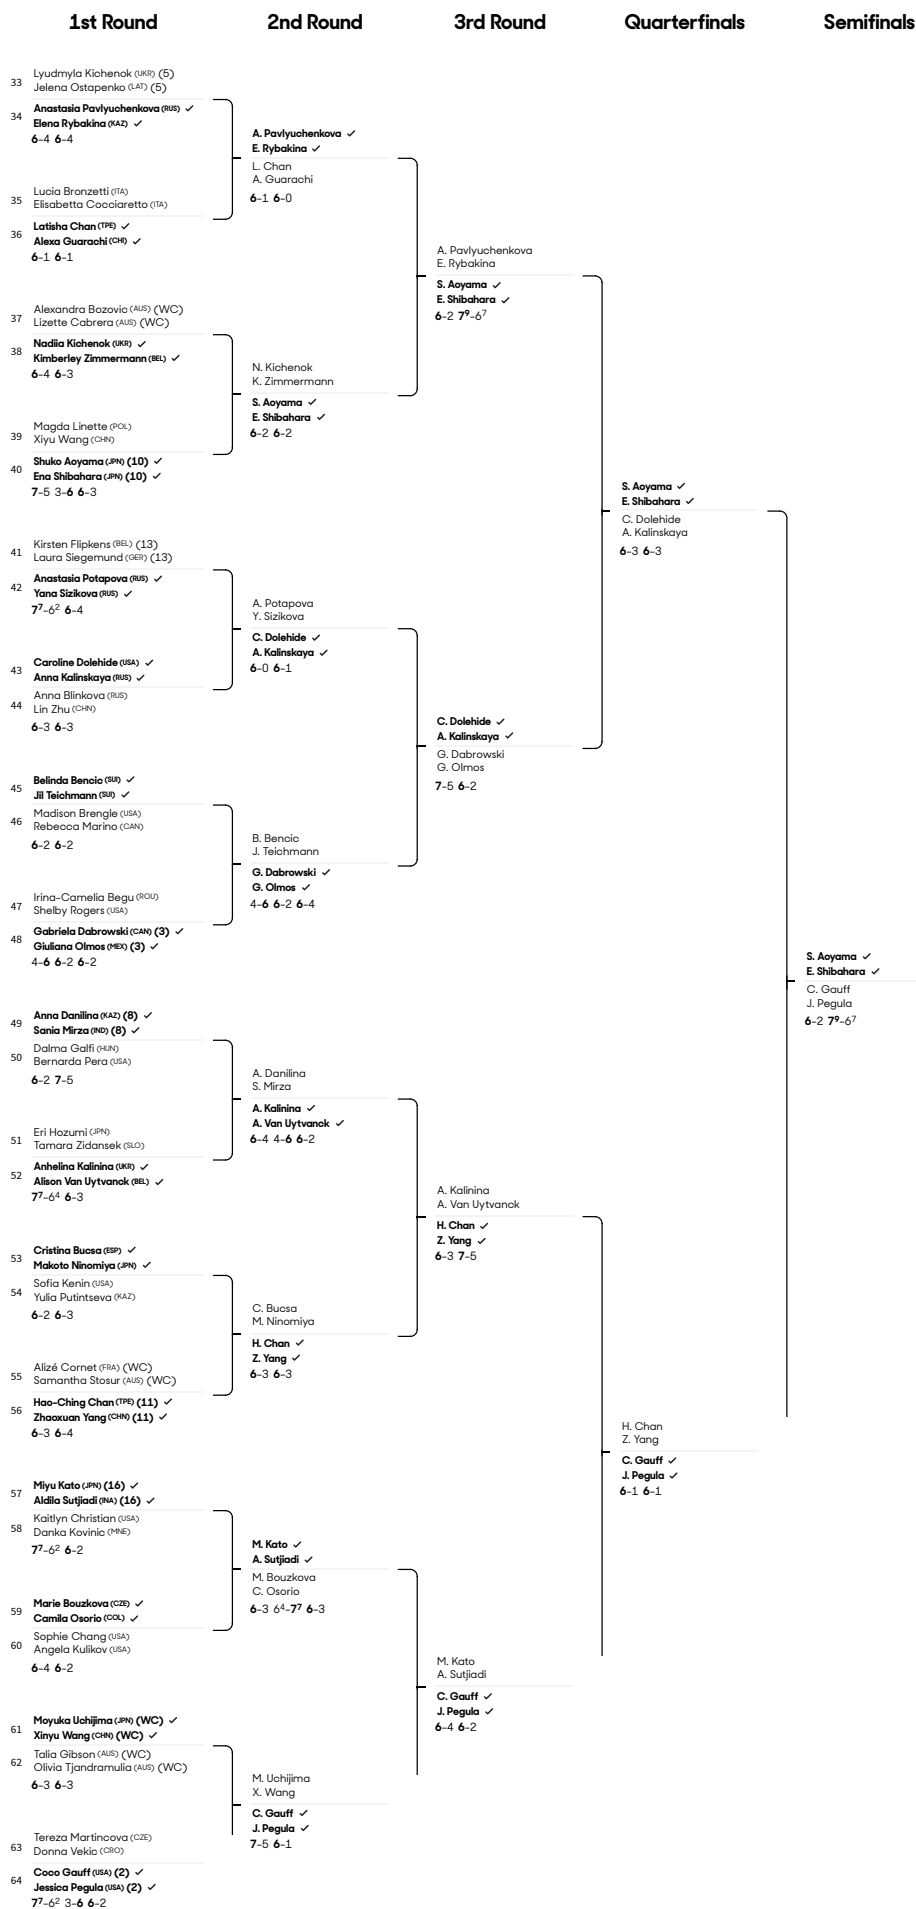 1st Round
2nd Round
3rd Round
Quarterfinals
Semifinals
33
Lyudmyla Kichenok (UKR) (5)
Jelena Ostapenko (LAT) (5)
34
Anastasia Pavlyuchenkova (RUS) ✓
Elena Rybakina (KAZ) ✓
6-4 6-4
35
Lucia Bronzetti (ITA)
Elisabetta Cocciaretto (ITA)
36
Latisha Chan (TPE) ✓
Alexa Guarachi (CHI) ✓
6-1 6-1
37
Alexandra Bozovic (AUS) (WC)
Lizette Cabrera (AUS) (WC)
38
Nadiia Kichenok (UKR) ✓
Kimberley Zimmermann (BEL) ✓
6-4 6-3
39
Magda Linette (POL)
Xiyu Wang (CHN)
40
Shuko Aoyama (JPN) (10) ✓
Ena Shibahara (JPN) (10) ✓
7-5 3-6 6-3
41
Kirsten Flipkens (BEL) (13)
Laura Siegemund (GER) (13)
42
Anastasia Potapova (RUS) ✓
Yana Sizikova (RUS) ✓
7⁷-6² 6-4
43
Caroline Dolehide (USA) ✓
Anna Kalinskaya (RUS) ✓
44
Anna Blinkova (RUS)
Lin Zhu (CHN)
6-3 6-3
45
Belinda Bencic (SUI) ✓
Jil Teichmann (SUI) ✓
46
Madison Brengle (USA)
Rebecca Marino (CAN)
6-2 6-2
47
Irina-Camelia Begu (ROU)
Shelby Rogers (USA)
48
Gabriela Dabrowski (CAN) (3) ✓
Giuliana Olmos (MEX) (3) ✓
4-6 6-2 6-2
49
Anna Danilina (KAZ) (8) ✓
Sania Mirza (IND) (8) ✓
50
Dalma Galfi (HUN)
Bernarda Pera (USA)
6-2 7-5
51
Eri Hozumi (JPN)
Tamara Zidansek (SLO)
52
Anhelina Kalinina (UKR) ✓
Alison Van Uytvanck (BEL) ✓
7⁷-6⁴ 6-3
53
Cristina Bucsa (ESP) ✓
Makoto Ninomiya (JPN) ✓
54
Sofia Kenin (USA)
Yulia Putintseva (KAZ)
6-2 6-3
55
Alizé Cornet (FRA) (WC)
Samantha Stosur (AUS) (WC)
56
Hao-Ching Chan (TPE) (11) ✓
Zhaoxuan Yang (CHN) (11) ✓
6-3 6-4
57
Miyu Kato (JPN) (16) ✓
Aldila Sutjiadi (INA) (16) ✓
58
Kaitlyn Christian (USA)
Danka Kovinic (MNE)
7⁷-6² 6-2
59
Marie Bouzkova (CZE) ✓
Camila Osorio (COL) ✓
60
Sophie Chang (USA)
Angela Kulikov (USA)
6-4 6-2
61
Moyuka Uchijima (JPN) (WC) ✓
Xinyu Wang (CHN) (WC) ✓
62
Talia Gibson (AUS) (WC)
Olivia Tjandramulia (AUS) (WC)
6-3 6-3
63
Tereza Martincova (CZE)
Donna Vekic (CRO)
64
Coco Gauff (USA) (2) ✓
Jessica Pegula (USA) (2) ✓
7⁷-6² 3-6 6-2
A. Pavlyuchenkova ✓
E. Rybakina ✓
L. Chan
A. Guarachi
6-1 6-0
N. Kichenok
K. Zimmermann
S. Aoyama ✓
E. Shibahara ✓
6-2 6-2
A. Potapova
Y. Sizikova
C. Dolehide ✓
A. Kalinskaya ✓
6-0 6-1
B. Bencic
J. Teichmann
G. Dabrowski ✓
G. Olmos ✓
4-6 6-2 6-4
A. Danilina
S. Mirza
A. Kalinina ✓
A. Van Uytvanck ✓
6-4 4-6 6-2
C. Bucsa
M. Ninomiya
H. Chan ✓
Z. Yang ✓
6-3 6-3
M. Kato ✓
A. Sutjiadi ✓
M. Bouzkova
C. Osorio
6-3 6⁴-7⁷ 6-3
M. Uchijima
X. Wang
C. Gauff ✓
J. Pegula ✓
7-5 6-1
A. Pavlyuchenkova
E. Rybakina
S. Aoyama ✓
E. Shibahara ✓
6-2 7⁹-6⁷
C. Dolehide ✓
A. Kalinskaya ✓
G. Dabrowski
G. Olmos
7-5 6-2
A. Kalinina
A. Van Uytvanck
H. Chan ✓
Z. Yang ✓
6-3 7-5
M. Kato
A. Sutjiadi
C. Gauff ✓
J. Pegula ✓
6-4 6-2
S. Aoyama ✓
E. Shibahara ✓
C. Dolehide
A. Kalinskaya
6-3 6-3
H. Chan
Z. Yang
C. Gauff ✓
J. Pegula ✓
6-1 6-1
S. Aoyama ✓
E. Shibahara ✓
C. Gauff
J. Pegula
6-2 7⁹-6⁷